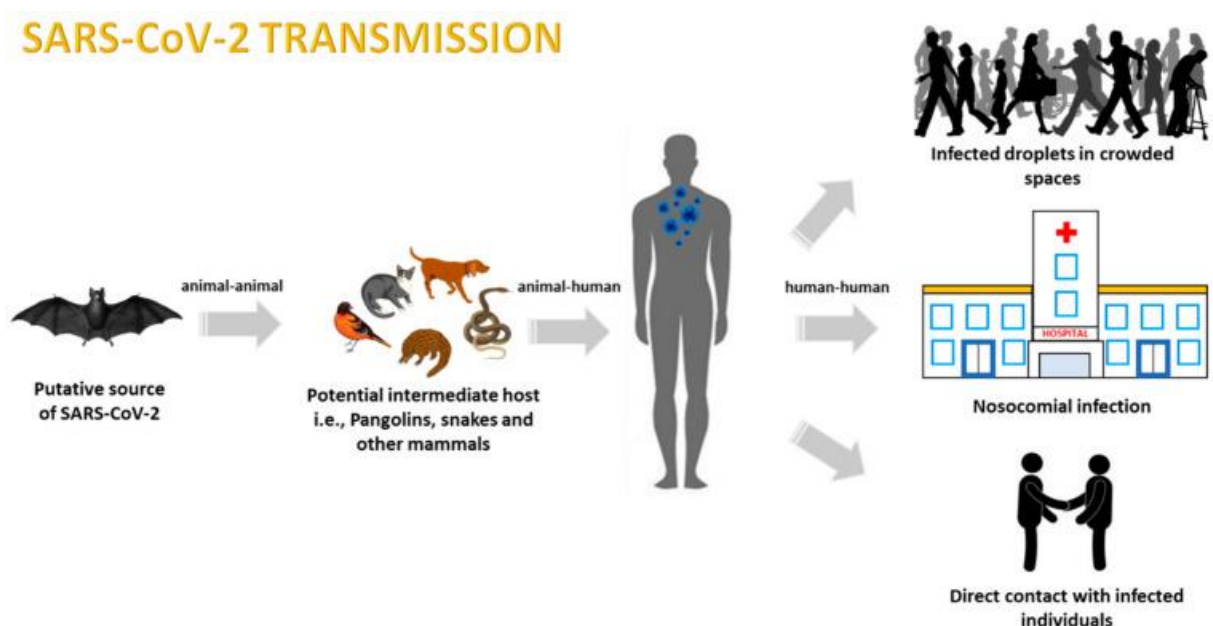 SARS-CoV-2 TRANSMISSION
animal-animal
animal-human
human-human
Putative source
of SARS-CoV-2
Potential intermediate host
i.e., Pangolins, snakes and
other mammals
Infected droplets in crowded
spaces
HOSPITAL
Nosocomial infection
Direct contact with infected
individuals